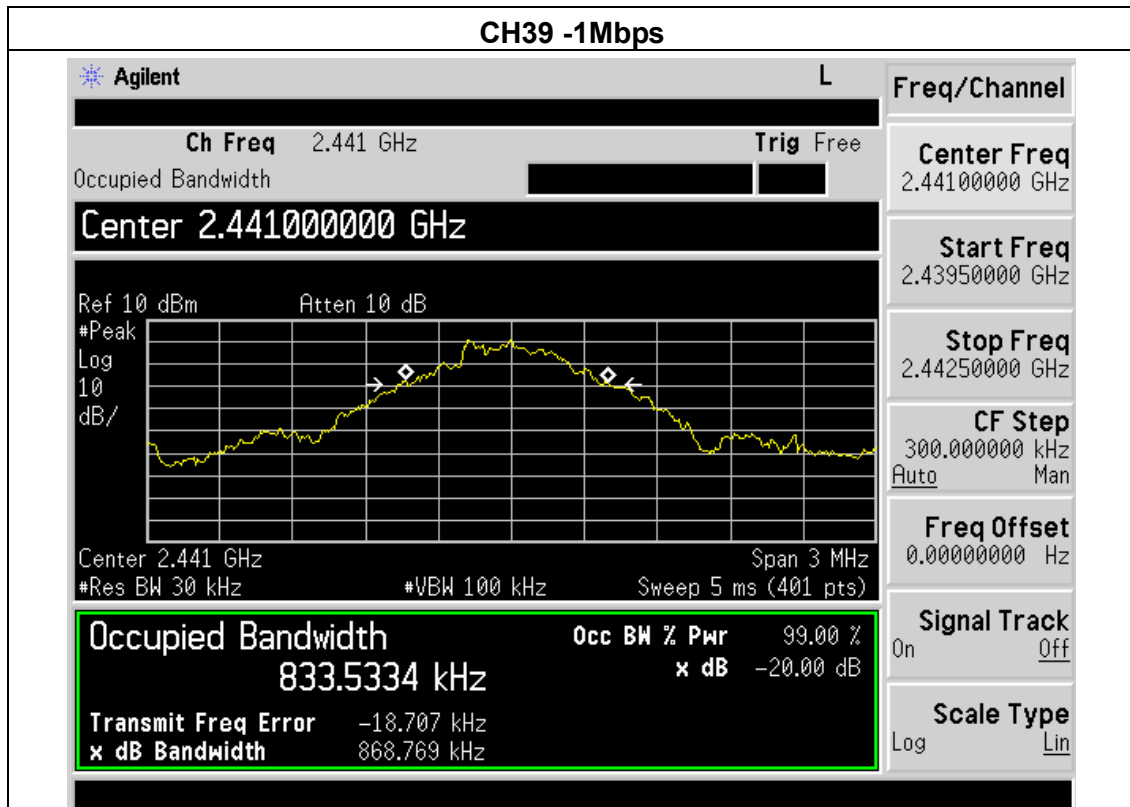 CH39 -1Mbps
Agilent L
Freq/Channel
Ch Freq 2.441 GHz Trig Free
Occupied Bandwidth
Center 2.441000000 GHz
Ref 10 dBm Atten 10 dB
#Peak
Log
10
dB/
Center 2.441 GHz Span 3 MHz
#Res BW 30 kHz #VBW 100 kHz Sweep 5 ms (401 pts)
Occupied Bandwidth
833.5334 kHz
Occ BW % Pwr 99.00 %
x dB -20.00 dB
Transmit Freq Error -18.707 kHz
x dB Bandwidth 868.769 kHz
Center Freq
2.44100000 GHz
Start Freq
2.43950000 GHz
Stop Freq
2.44250000 GHz
CF Step
300.000000 kHz
Auto Man
Freq Offset
0.00000000 Hz
Signal Track
On Off
Scale Type
Log Lin